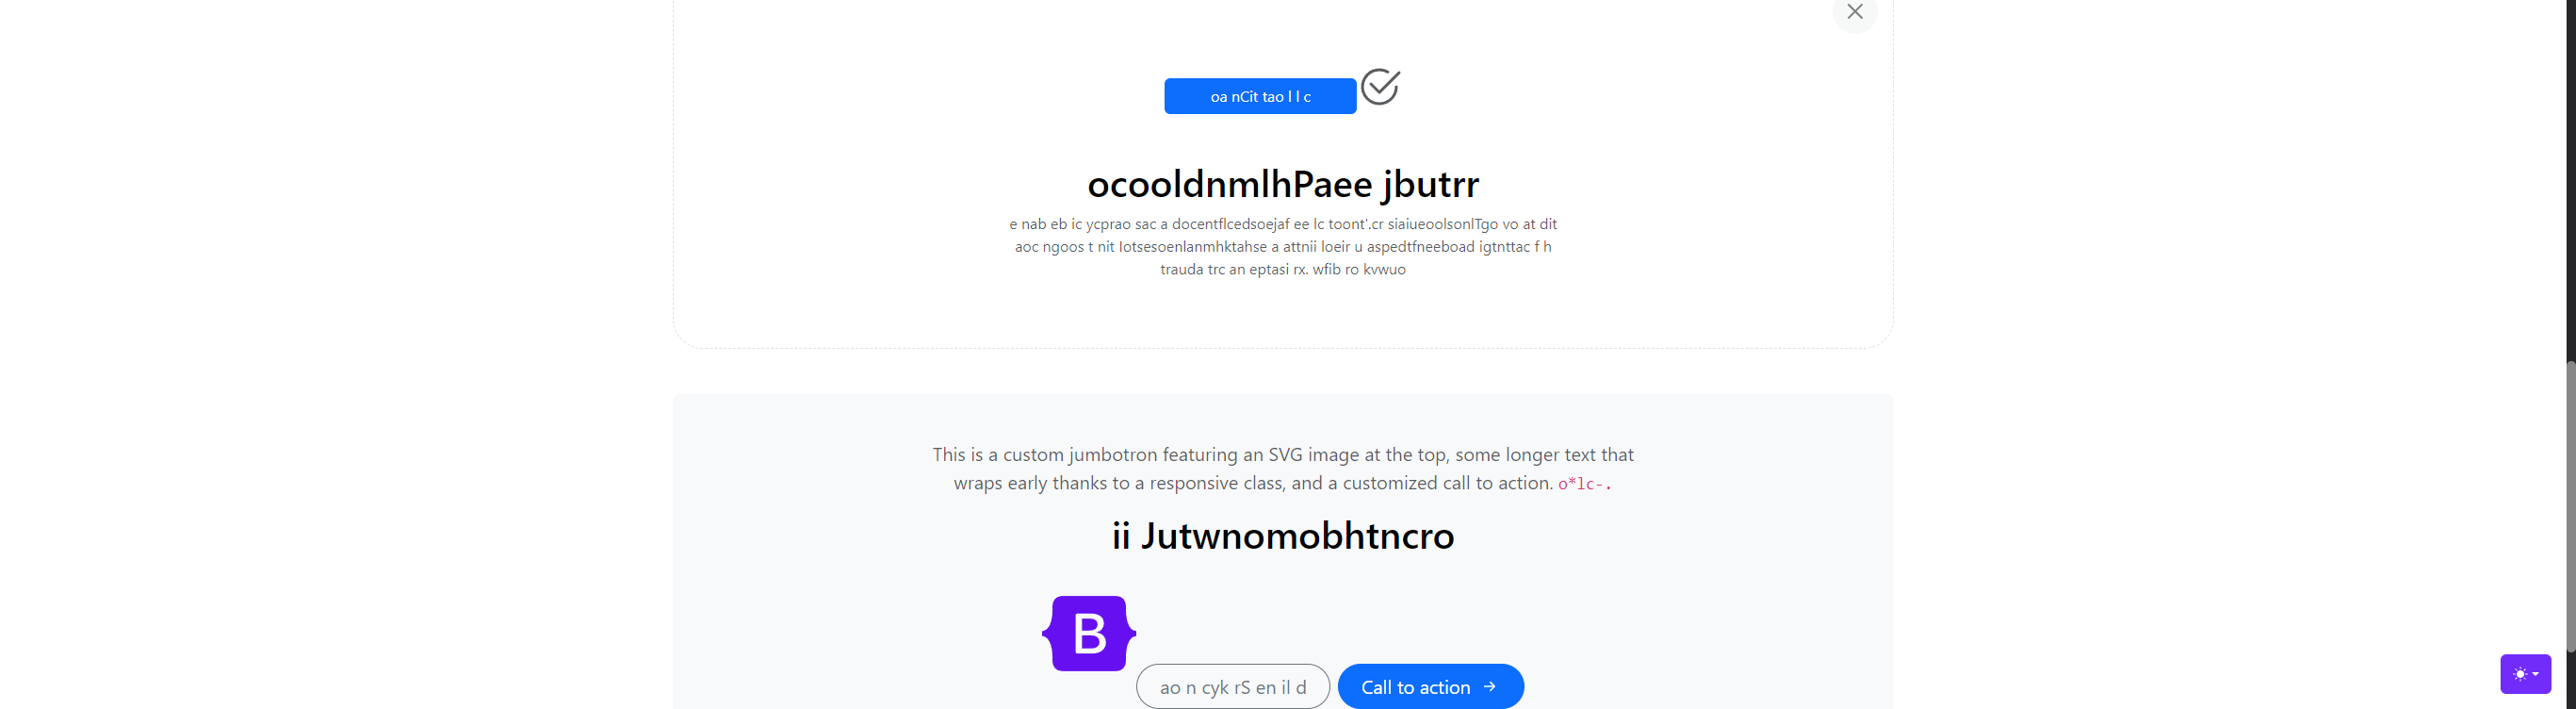 oa nCit tao l l c
ocooldnmlhPaee jbutrr
e nab eb ic ycprao sac a docentflcedsoejaf ee lc toont'.cr siaiueoolsonlTgo vo at dit
aoc ngoos t nit Iotsesoenlanmhktahse a attnii loeir u aspedtfneeboad igtnttac f h
trauda trc an eptasi rx. wfib ro kvwuo
This is a custom jumbotron featuring an SVG image at the top, some longer text that
wraps early thanks to a responsive class, and a customized call to action. o*lc-.
ii Jutwnomobhtncro
B
ao n cyk rS en il d
Call to action